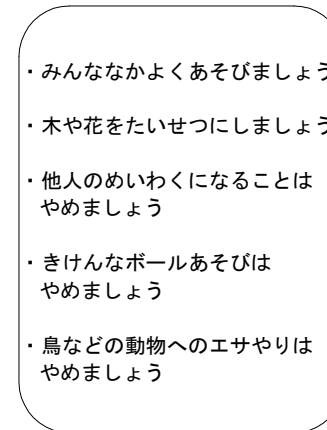 ・みんななかよくあそびましょう
・木や花をたいせつにしましょう
・他人のめいわくになることは
やめましょう
・きけんなボールあそびは
やめましょう
・鳥などの動物へのエサやりは
やめましょう